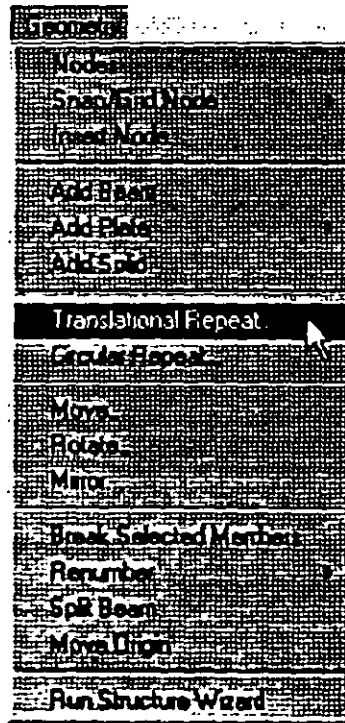 Geometry
Nodes
Snap/Grid Node
Insert Node
Add Beam
Add Plate
Add Solid
Translational Repeat...
Circular Repeat...
Move...
Rotate...
Mirror...
Break Selected Members
Renumber
Split Beam
Move Origin
Run Structure Wizard